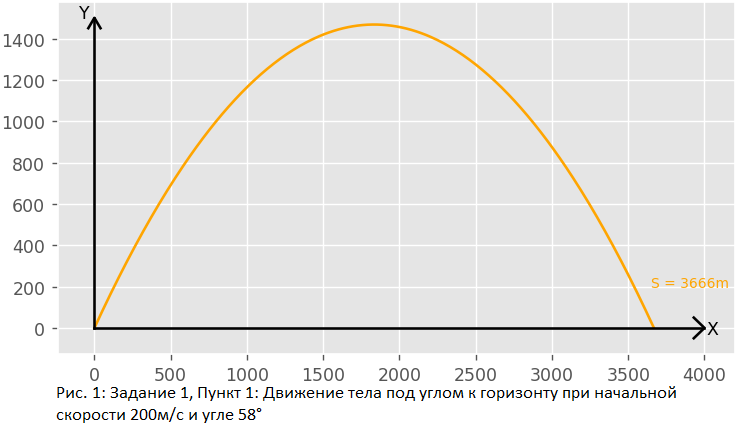 Y
1400
1200
1000
800
600
400
200
0
S = 3666m
X
0 500 1000 1500 2000 2500 3000 3500 4000
Рис. 1: Задание 1, Пункт 1: Движение тела под углом к горизонту при начальной
скорости 200м/с и угле 58°